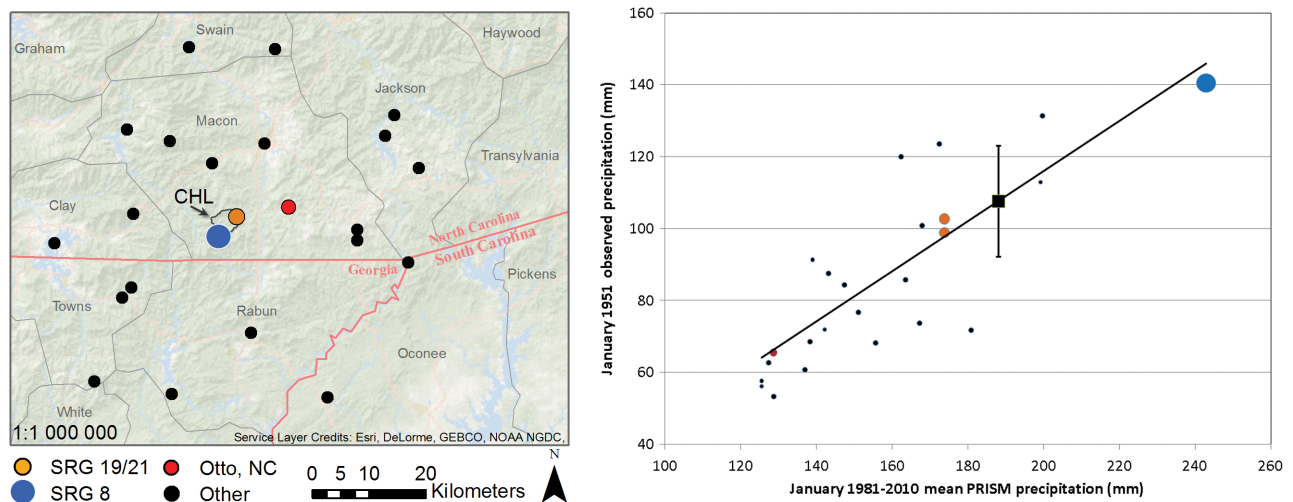 Swain
Haywood
Graham
Jackson
Macon
Transylvania
CHL
Clay
North Carolina
South Carolina
Georgia
Pickens
Towns
Rabun
Oconee
White
1:1 000 000
Service Layer Credits: Esri, DeLorme, GEBCO, NOAA NGDC,
SRG 19/21
Otto, NC
SRG 8
Other
0 5 10 20
Kilometers
N
160
140
120
100
80
60
40
January 1951 observed precipitation (mm)
100 120 140 160 180 200 220 240 260
January 1981-2010 mean PRISM precipitation (mm)